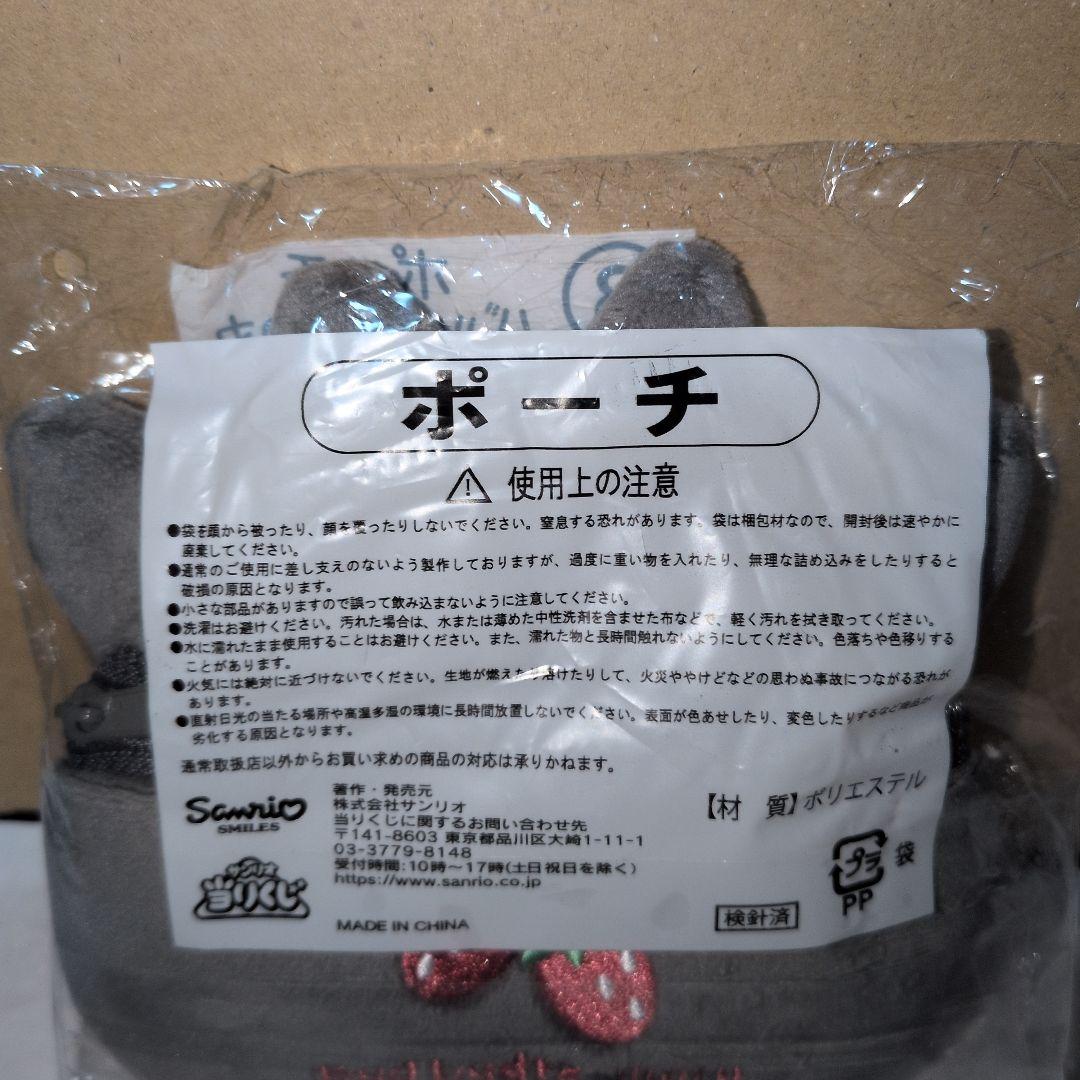 ポーチ
使用上の注意
●袋を頭から被ったり、顔を覆ったりしないでください。窒息する恐れがあります。袋は梱包材なので、開封後は速やかに
廃棄してください。
●通常のご使用に差し支えのないよう製作しておりますが、過度に重い物を入れたり、無理な詰め込みをしたりすると
破損の原因となります。
●小さな部品がありますので誤って飲み込まないように注意してください。
●洗濯はお避けください。汚れた場合は、水または薄めた中性洗剤を含ませた布などで、軽く汚れを拭き取ってください。
●水に濡れたまま使用することはお避けください。また、濡れた物と長時間触れないようにしてください。色落ちや色移りする
ことがあります。
●火気には絶対に近づけないでください。生地が燃えたり溶けたりして、火災ややけどなどの思わぬ事故につながる恐れが
あります。
●直射日光の当たる場所や高温多湿の環境に長時間放置しないでください。表面が色あせしたり、変色したりするなど商品が
劣化する原因となります。
通常取扱店以外からお買い求めの商品の対応は承りかねます。
Sanrio
SMILES
サンリオ
当りくじ
著作・発売元
株式会社サンリオ
当りくじに関するお問い合わせ先
〒141-8603 東京都品川区大崎1-11-1
03-3779-8148
受付時間:10時〜17時(土日祝日を除く)
https://www.sanrio.co.jp
MADE IN CHINA
【材 質】ポリエステル
プラ
袋
PP
検針済